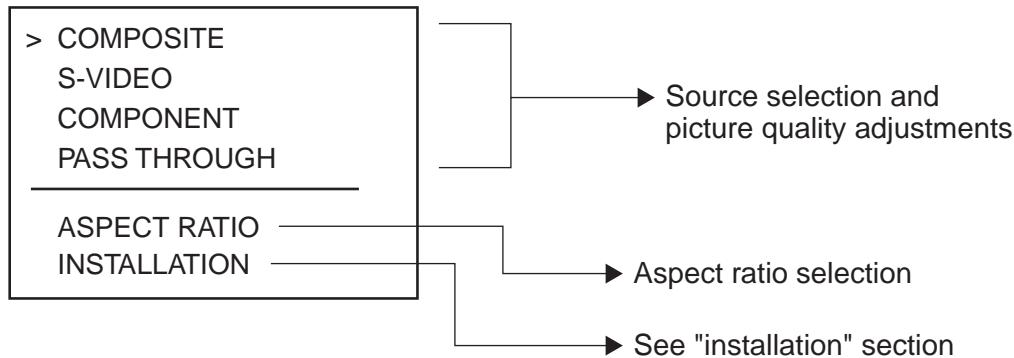 > COMPOSITE
S-VIDEO
COMPONENT
PASS THROUGH
Source selection and
picture quality adjustments
ASPECT RATIO
INSTALLATION
Aspect ratio selection
See "installation" section